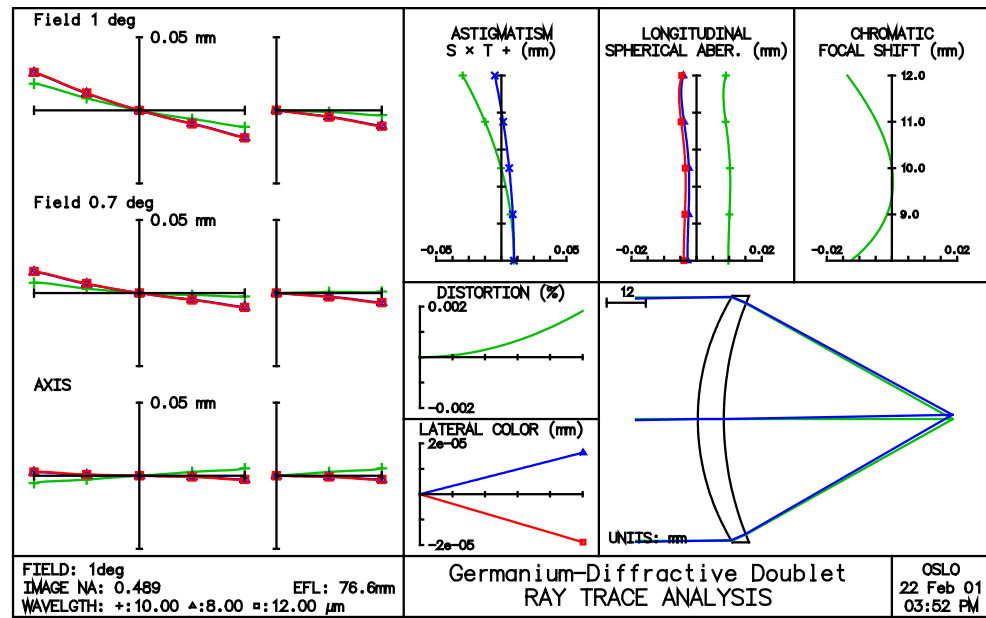 Field 1 deg
0.05 mm
Field 0.7 deg
0.05 mm
AXIS
0.05 mm
ASTIGMATISM
S × T + (mm)
-0.05
0.05
LONGITUDINAL
SPHERICAL ABER. (mm)
-0.02
0.02
CHROMATIC
FOCAL SHIFT (mm)
12.0
11.0
10.0
9.0
-0.02
0.02
DISTORTION (%)
0.002
-0.002
LATERAL COLOR (mm)
2e-05
-2e-05
12
UNITS: mm
FIELD: 1deg
IMAGE NA: 0.489 EFL: 76.6mm
WAVELGTH: +:10.00 ▲:8.00 ¤:12.00 μm
Germanium-Diffractive Doublet
RAY TRACE ANALYSIS
OSLO
22 Feb 01
03:52 PM